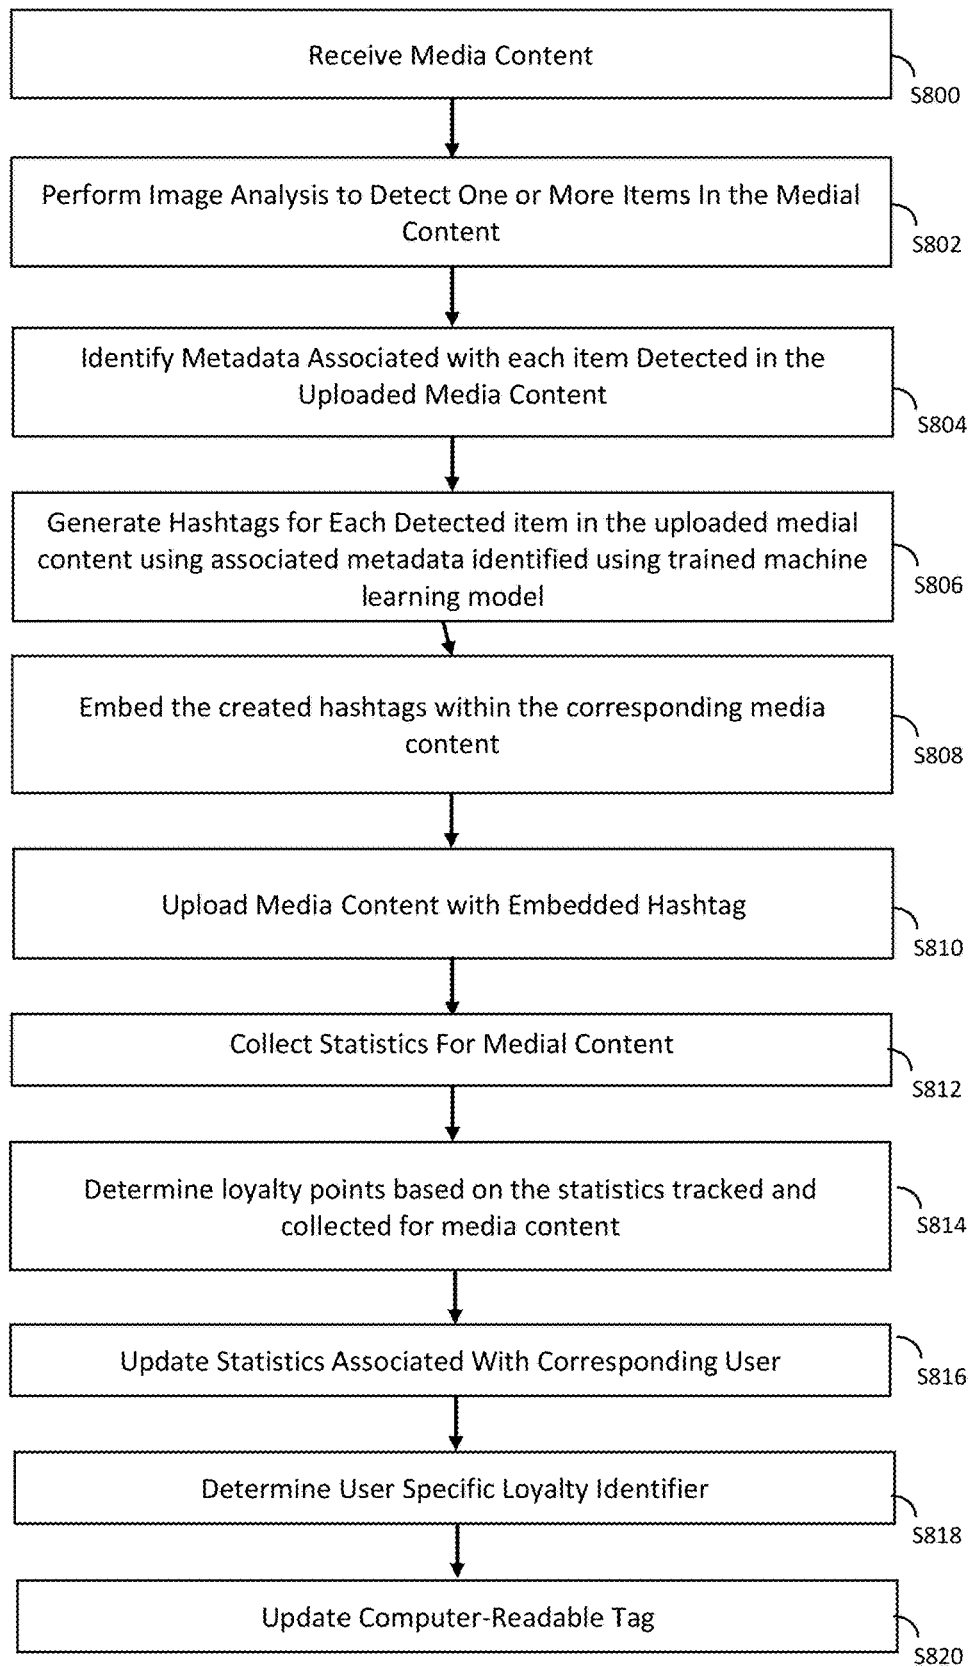 Receive Media Content
S800
Perform Image Analysis to Detect One or More Items In the Medial
Content
S802
Identify Metadata Associated with each item Detected in the
Uploaded Media Content
S804
Generate Hashtags for Each Detected item in the uploaded medial
content using associated metadata identified using trained machine
learning model
S806
Embed the created hashtags within the corresponding media
content
S808
Upload Media Content with Embedded Hashtag
S810
Collect Statistics For Medial Content
S812
Determine loyalty points based on the statistics tracked and
collected for media content
S814
Update Statistics Associated With Corresponding User
S816
Determine User Specific Loyalty Identifier
S818
Update Computer-Readable Tag
S820